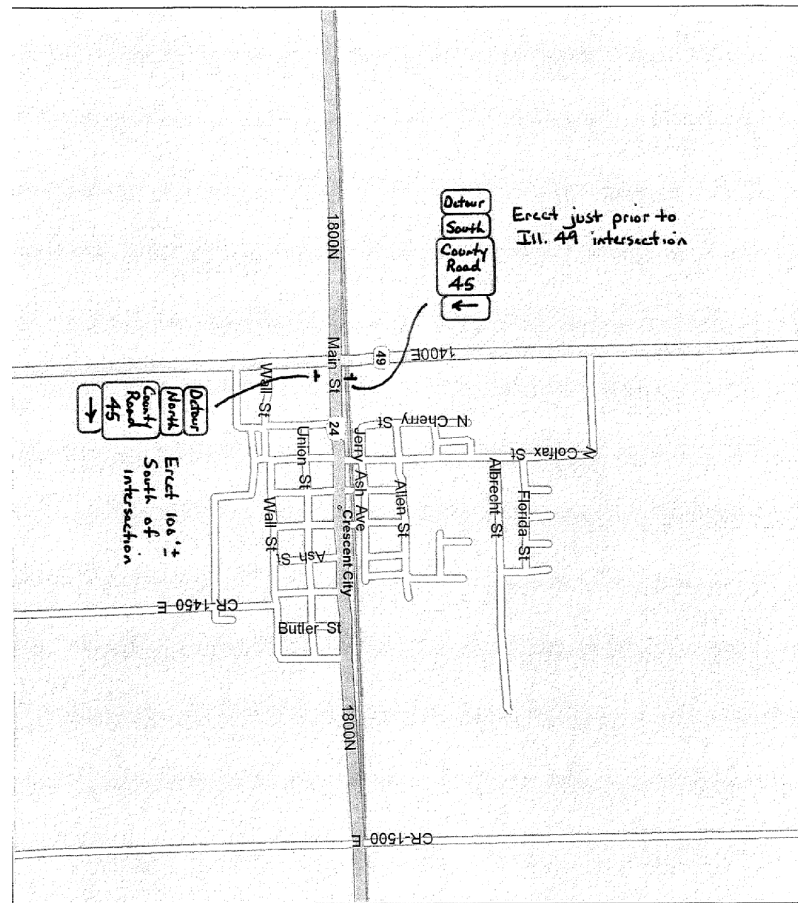 Detour
South
County
Road
45
←
Erect just prior to
Ill. 49 intersection
1800N
Main St
49
1400E
Wall St
Detour
North
County
Road
45
→
Erect 100'±
South of
intersection
24
N Cherry St
Union St
Jerry Ash Ave
Allen St
N Colfax St
Albrecht St
Florida St
Wall St
Crescent City
Ash St
CR-1450 E
Butler St
1800N
CR-1500 E